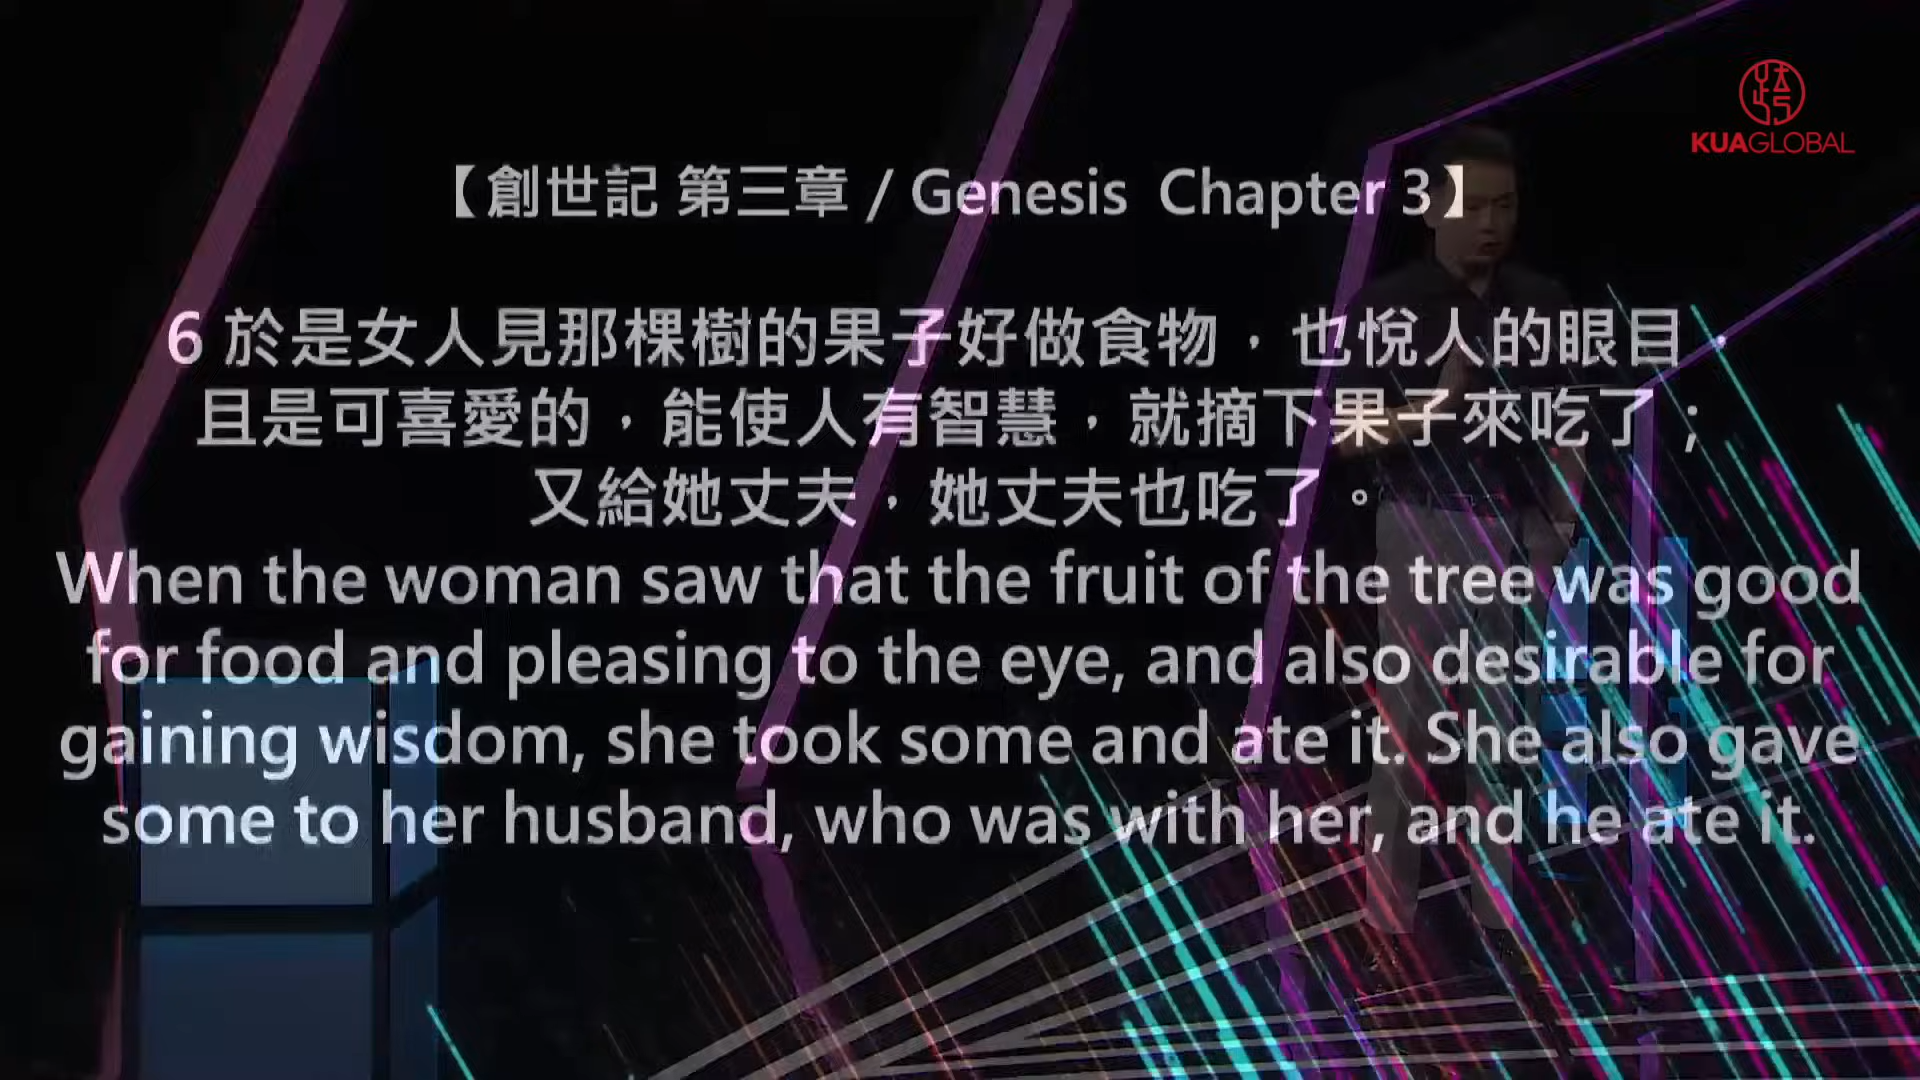 KUAGLOBAL
【創世記 第三章 / Genesis Chapter 3】
6 於是女人見那棵樹的果子好做食物，也悅人的眼目，
且是可喜愛的，能使人有智慧，就摘下果子來吃了；
又給她丈夫，她丈夫也吃了。
When the woman saw that the fruit of the tree was good
for food and pleasing to the eye, and also desirable for
gaining wisdom, she took some and ate it. She also gave
some to her husband, who was with her, and he ate it.